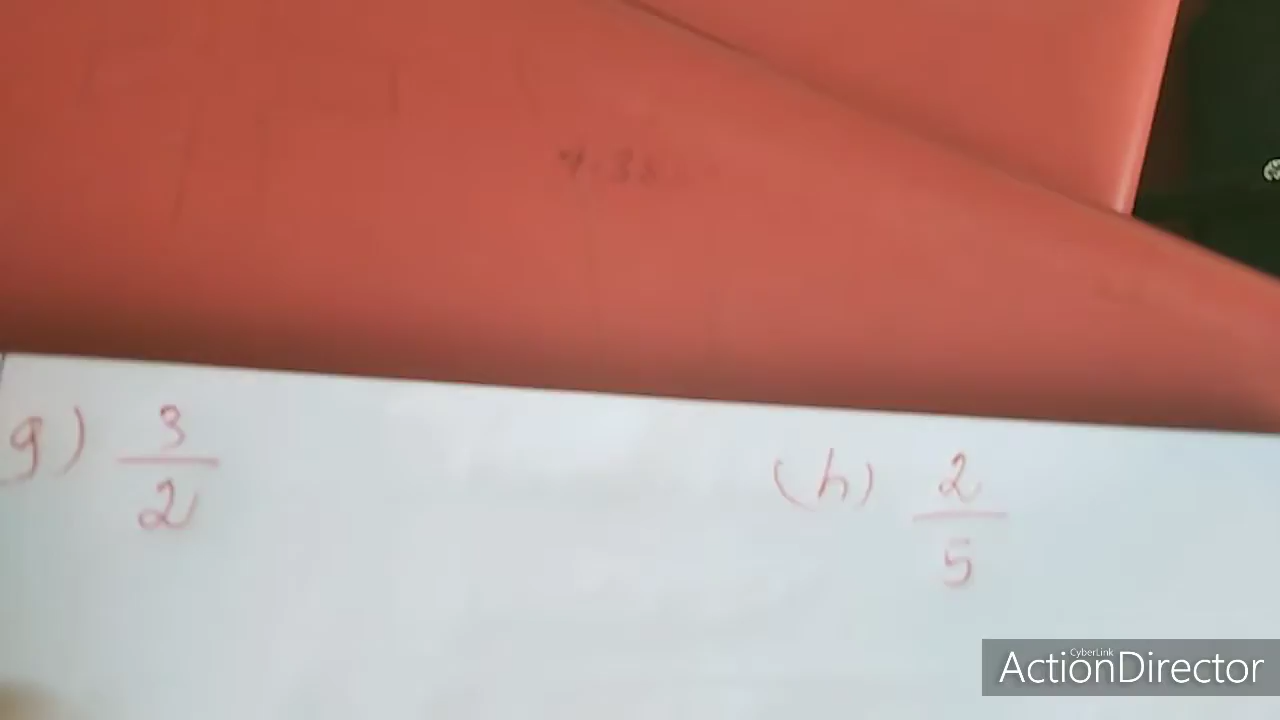 g) 3/2
(h) 2/5
CyberLink
ActionDirector